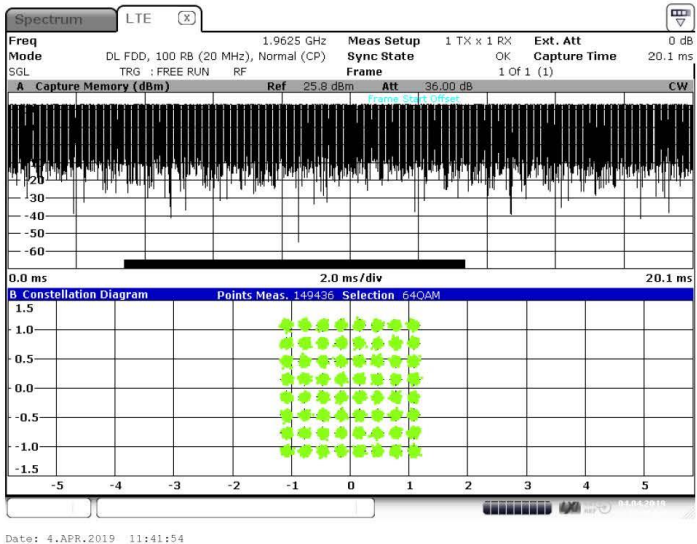 Spectrum LTE X
Freq 1.9625 GHz Meas Setup 1 TX x 1 RX Ext. Att 0 dB
Mode DL FDD, 100 RB (20 MHz), Normal (CP) Sync State OK Capture Time 20.1 ms
SGL TRG : FREE RUN RF Frame 1 Of 1 (1)
A Capture Memory (dBm) Ref 25.8 dBm Att 36.00 dB CW
Frame Start Offset
-20
-30
-40
-50
-60
0.0 ms 2.0 ms/div 20.1 ms
B Constellation Diagram Points Meas. 149436 Selection 64QAM
1.5
1.0
0.5
0.0
-0.5
-1.0
-1.5
-5 -4 -3 -2 -1 0 1 2 3 4 5
LXI 04.04.2019
Date: 4.APR.2019 11:41:54